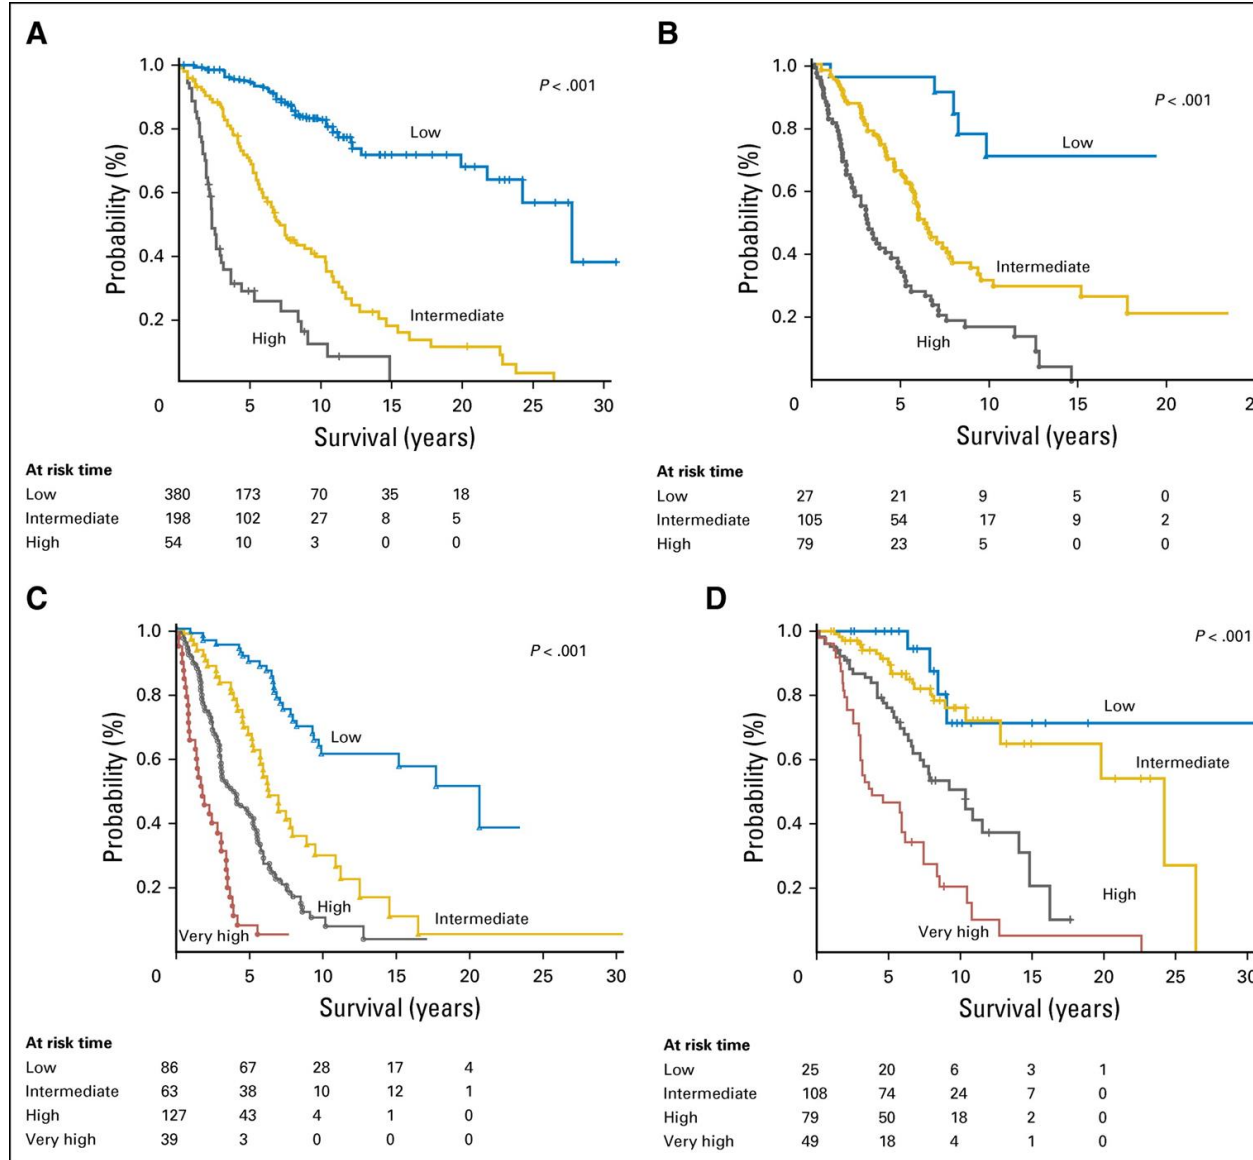 A
1.0
0.8
0.6
0.4
0.2
Probability (%)
P < .001
Low
Intermediate
High
0 5 10 15 20 25 30
Survival (years)
At risk time
Low 380 173 70 35 18
Intermediate 198 102 27 8 5
High 54 10 3 0 0
B
1.0
0.8
0.6
0.4
0.2
Probability (%)
P < .001
Low
Intermediate
High
0 5 10 15 20
Survival (years)
At risk time
Low 27 21 9 5 0
Intermediate 105 54 17 9 2
High 79 23 5 0 0
C
1.0
0.8
0.6
0.4
0.2
Probability (%)
P < .001
Low
High
Intermediate
Very high
0 5 10 15 20 25 30
Survival (years)
At risk time
Low 86 67 28 17 4
Intermediate 63 38 10 12 1
High 127 43 4 1 0
Very high 39 3 0 0 0
D
1.0
0.8
0.6
0.4
0.2
Probability (%)
P < .001
Low
Intermediate
High
Very high
0 5 10 15 20 25 30
Survival (years)
At risk time
Low 25 20 6 3 1
Intermediate 108 74 24 7 0
High 79 50 18 2 0
Very high 49 18 4 1 0